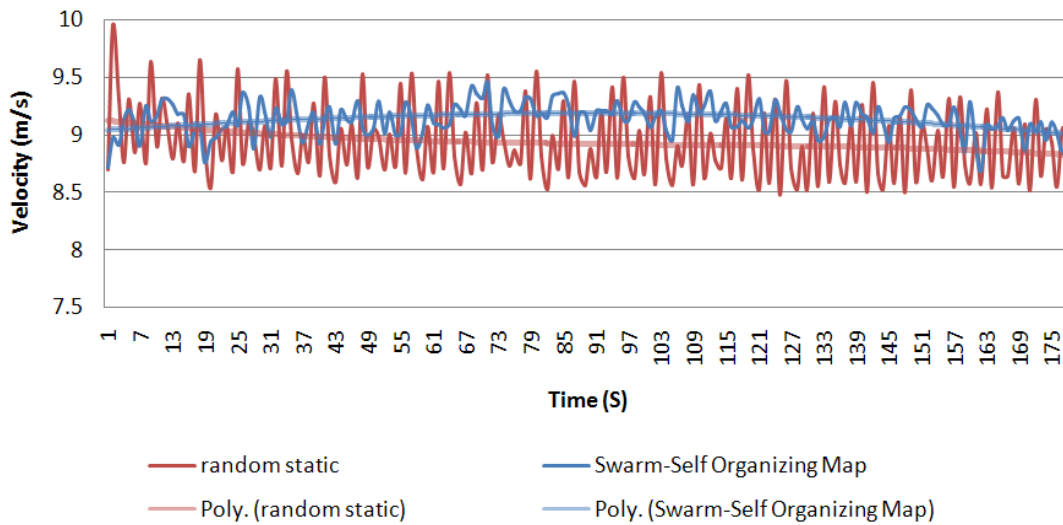 10
9.5
9
8.5
8
7.5
Velocity (m/s)
1 7 13 19 25 31 37 43 49 55 61 67 73 79 85 91 97 103 109 115 121 127 133 139 145 151 157 163 169 175
Time (S)
random static
Swarm-Self Organizing Map
Poly. (random static)
Poly. (Swarm-Self Organizing Map)